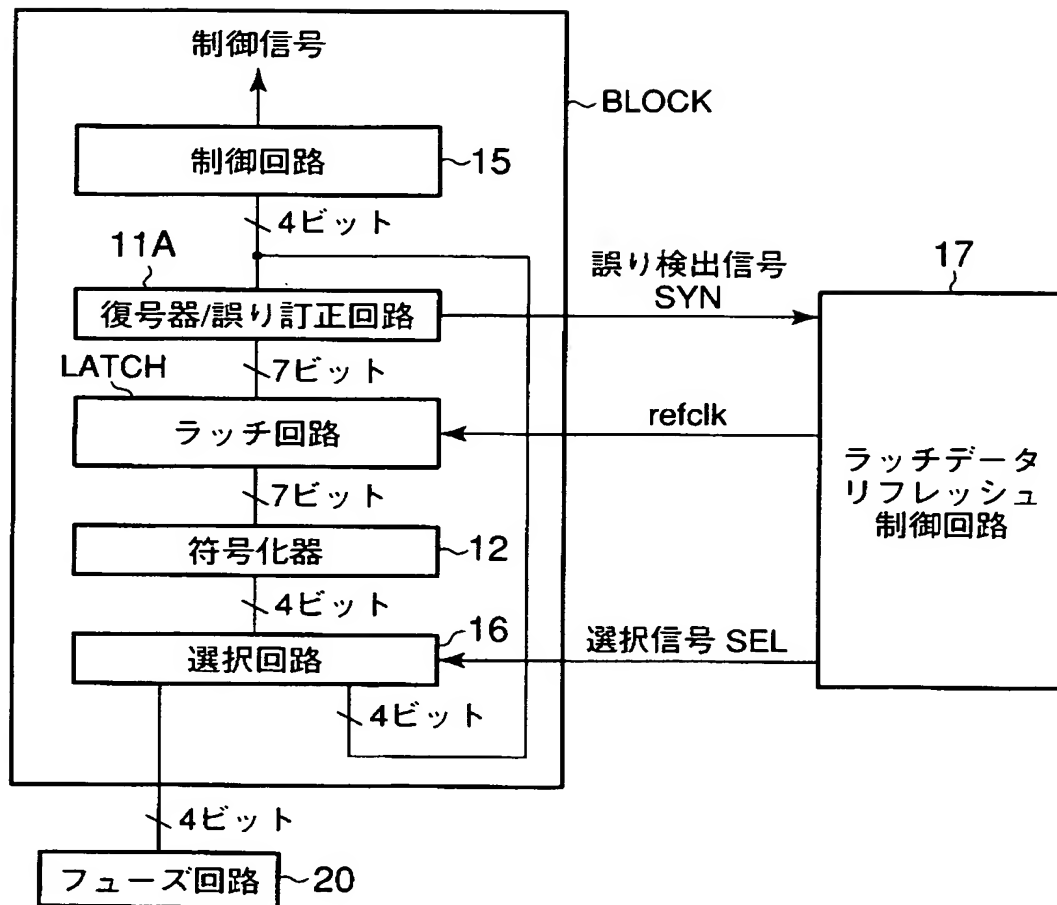 制御信号
BLOCK
制御回路
15
4ビット
11A
復号器/誤り訂正回路
誤り検出信号
SYN
17
7ビット
LATCH
ラッチ回路
refclk
ラッチデータ
リフレッシュ
制御回路
7ビット
符号化器
12
4ビット
16
選択回路
選択信号 SEL
4ビット
4ビット
フューズ回路
20